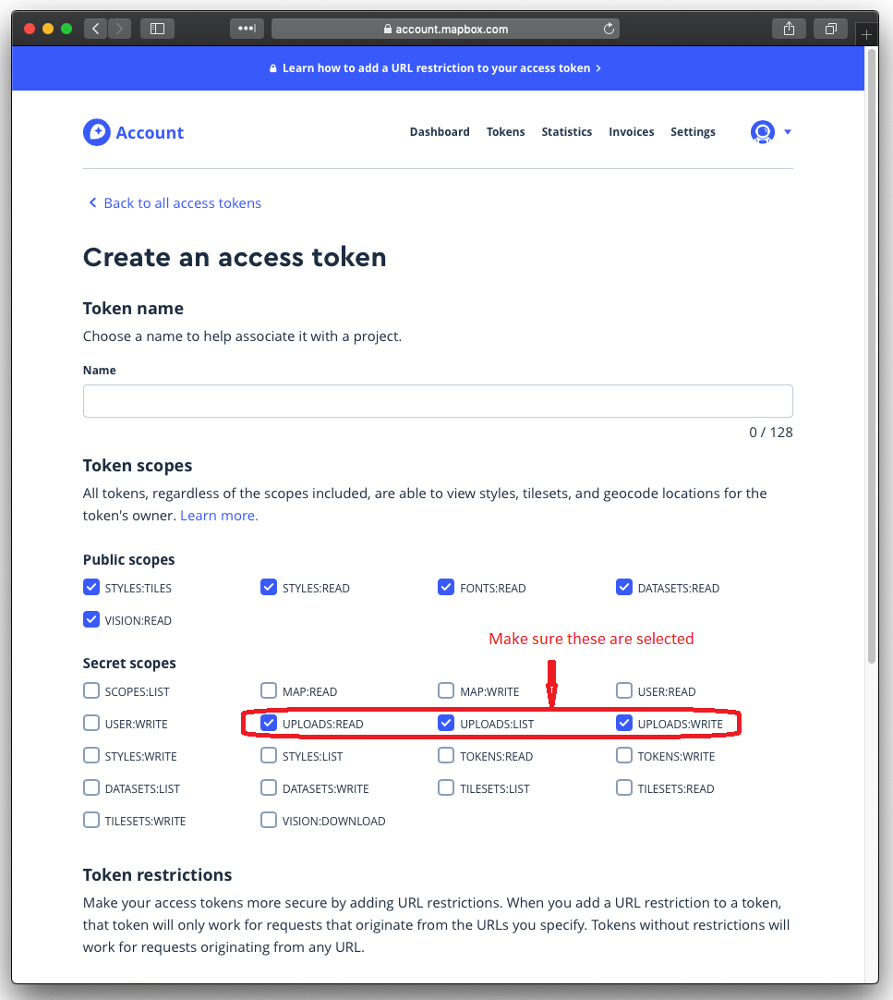 account.mapbox.com
Learn how to add a URL restriction to your access token
Account
Dashboard Tokens Statistics Invoices Settings
Back to all access tokens
Create an access token
Token name
Choose a name to help associate it with a project.
Name
0 / 128
Token scopes
All tokens, regardless of the scopes included, are able to view styles, tilesets, and geocode locations for the
token's owner. Learn more.
Public scopes
STYLES:TILES STYLES:READ FONTS:READ DATASETS:READ
VISION:READ
Make sure these are selected
Secret scopes
SCOPES:LIST MAP:READ MAP:WRITE USER:READ
USER:WRITE UPLOADS:READ UPLOADS:LIST UPLOADS:WRITE
STYLES:WRITE STYLES:LIST TOKENS:READ TOKENS:WRITE
DATASETS:LIST DATASETS:WRITE TILESETS:LIST TILESETS:READ
TILESETS:WRITE VISION:DOWNLOAD
Token restrictions
Make your access tokens more secure by adding URL restrictions. When you add a URL restriction to a token,
that token will only work for requests that originate from the URLs you specify. Tokens without restrictions will
work for requests originating from any URL.